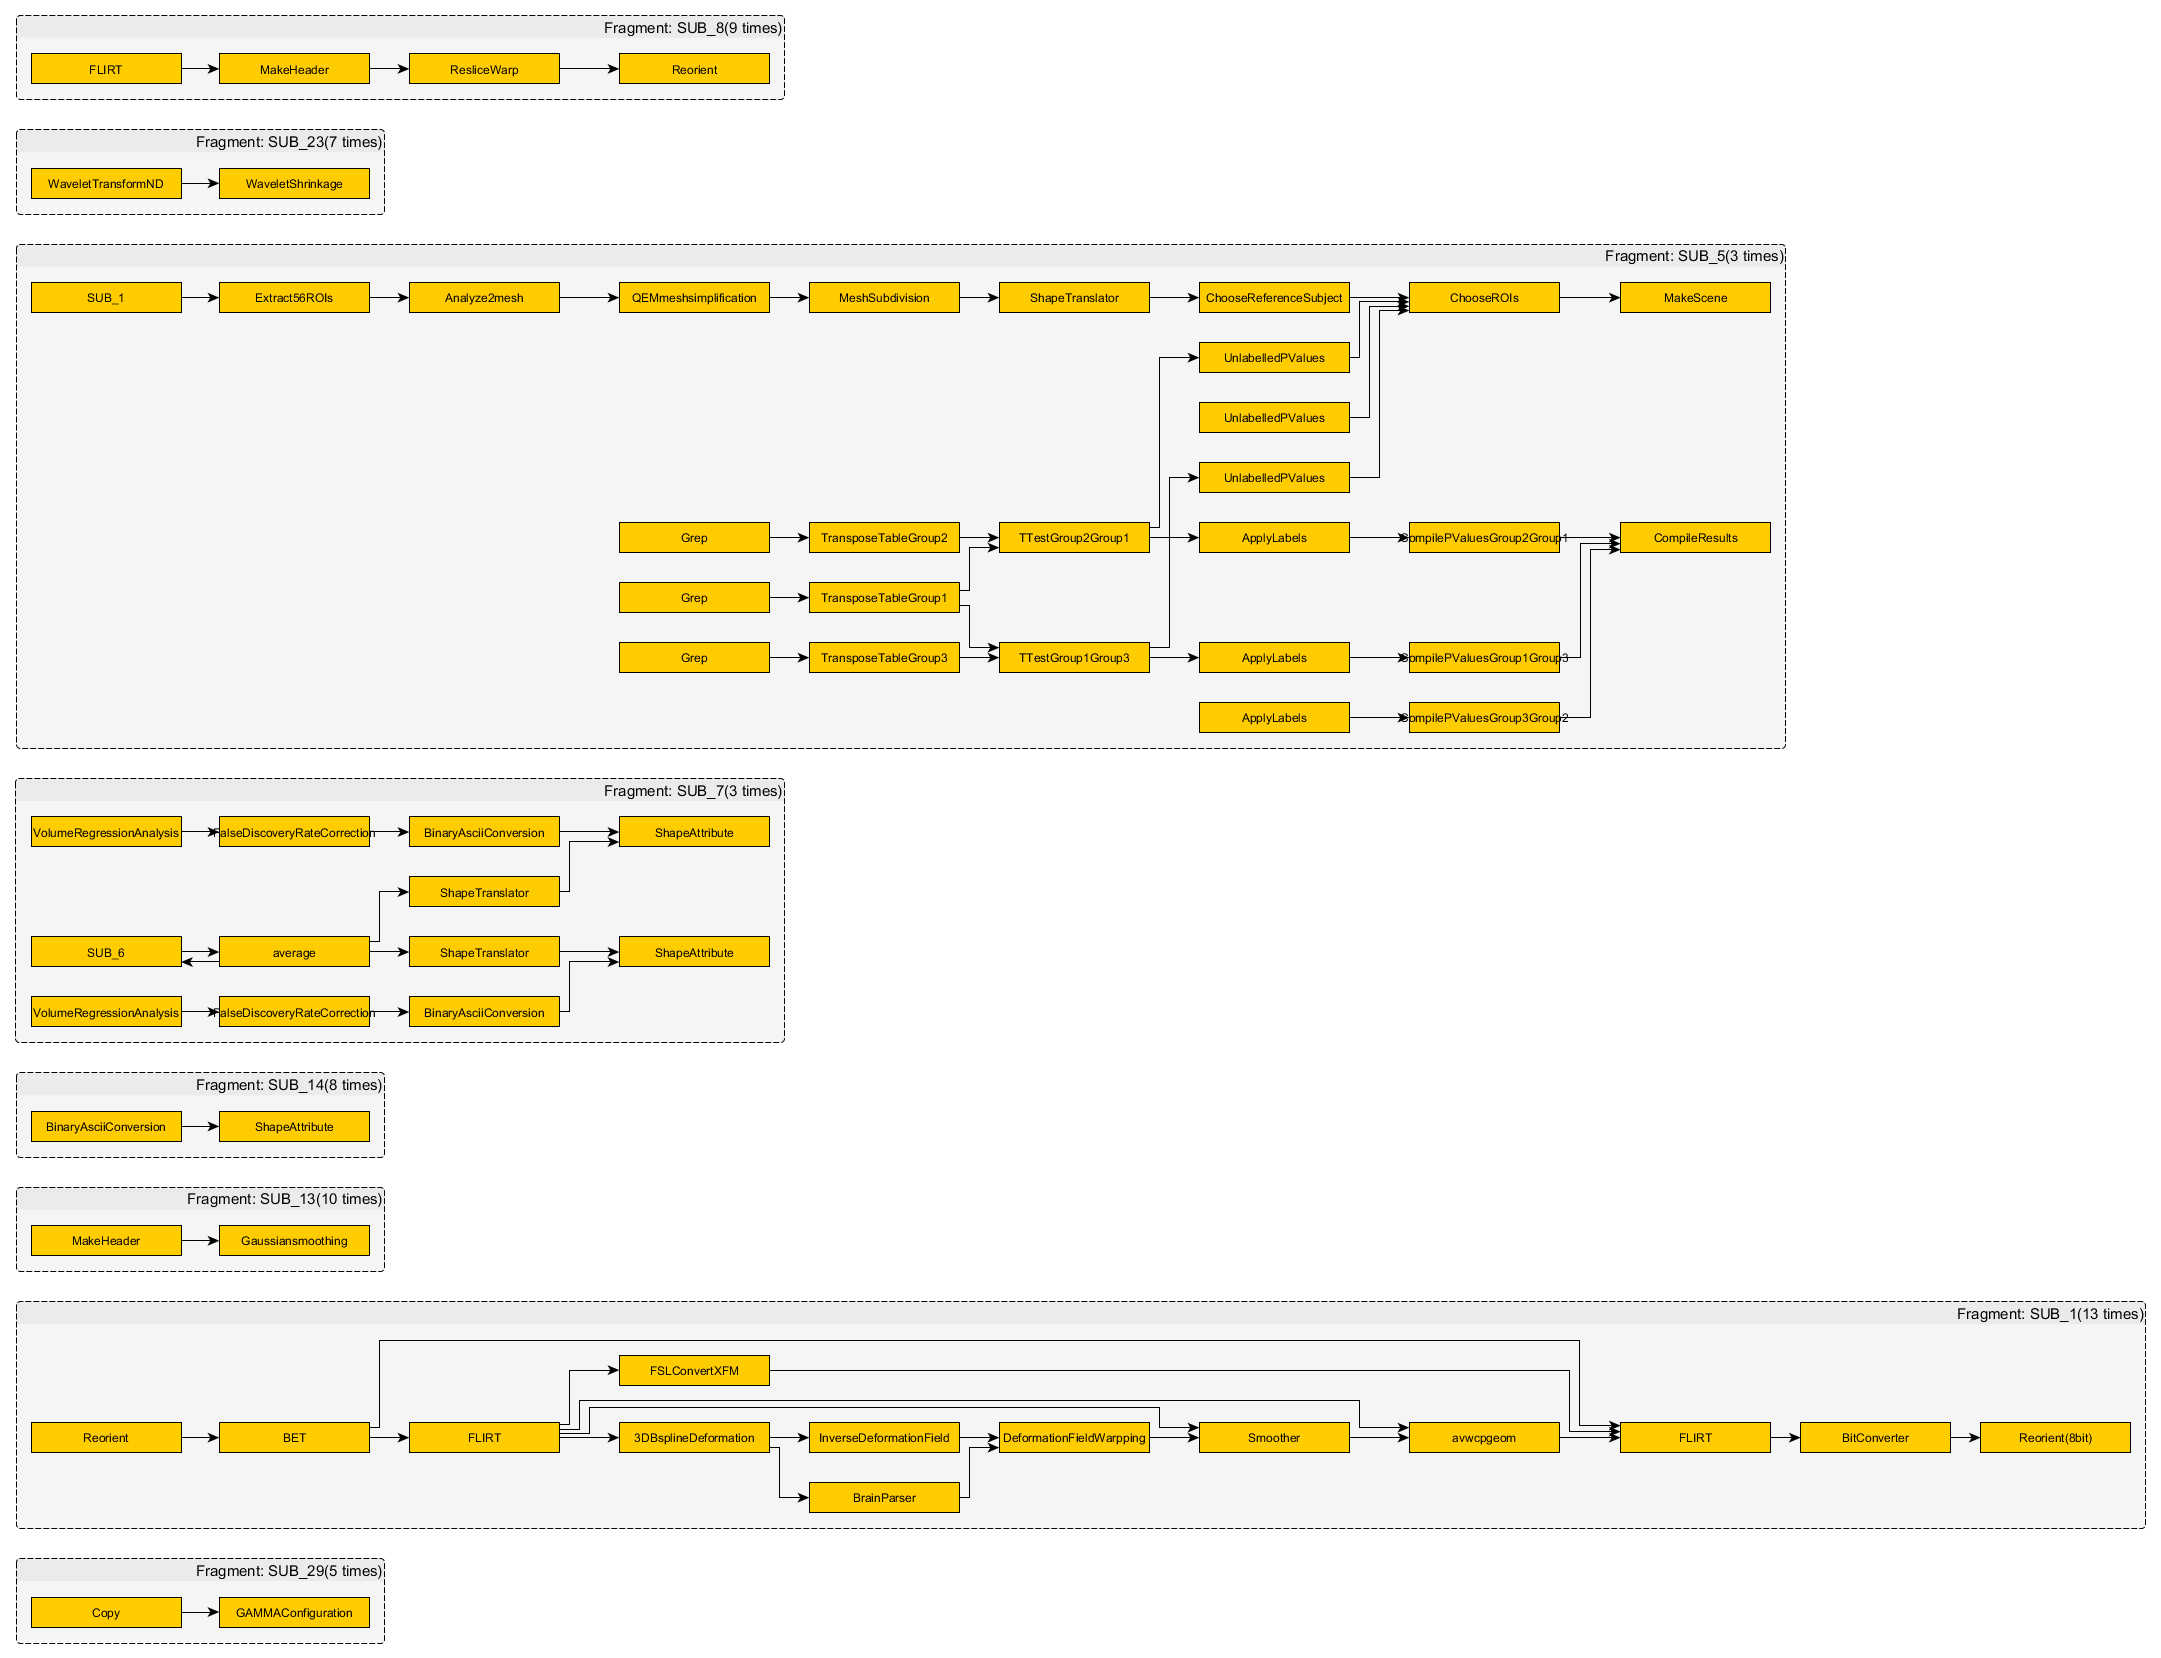 Fragment: SUB_8(9 times)
FLIRT MakeHeader ResliceWarp Reorient
Fragment: SUB_23(7 times)
WaveletTransformND WaveletShrinkage
Fragment: SUB_5(3 times)
SUB_1 Extract56ROIs Analyze2mesh QEMmeshsimplification MeshSubdivision ShapeTranslator ChooseReferenceSubject ChooseROIs MakeScene
UnlabelledPValues
UnlabelledPValues
UnlabelledPValues
Grep TransposeTableGroup2 TTestGroup2Group1 ApplyLabels CompilePValuesGroup2Group1 CompileResults
Grep TransposeTableGroup1
Grep TransposeTableGroup3 TTestGroup1Group3 ApplyLabels CompilePValuesGroup1Group3
ApplyLabels CompilePValuesGroup3Group2
Fragment: SUB_7(3 times)
VolumeRegressionAnalysis FalseDiscoveryRateCorrection BinaryAsciiConversion ShapeAttribute
ShapeTranslator
SUB_6 average ShapeTranslator ShapeAttribute
VolumeRegressionAnalysis FalseDiscoveryRateCorrection BinaryAsciiConversion
Fragment: SUB_14(8 times)
BinaryAsciiConversion ShapeAttribute
Fragment: SUB_13(10 times)
MakeHeader Gaussiansmoothing
Fragment: SUB_1(13 times)
FSLConvertXFM
Reorient BET FLIRT 3DBsplineDeformation InverseDeformationField DeformationFieldWarpping Smoother avwcpgeom FLIRT BitConverter Reorient(8bit)
BrainParser
Fragment: SUB_29(5 times)
Copy GAMMAConfiguration